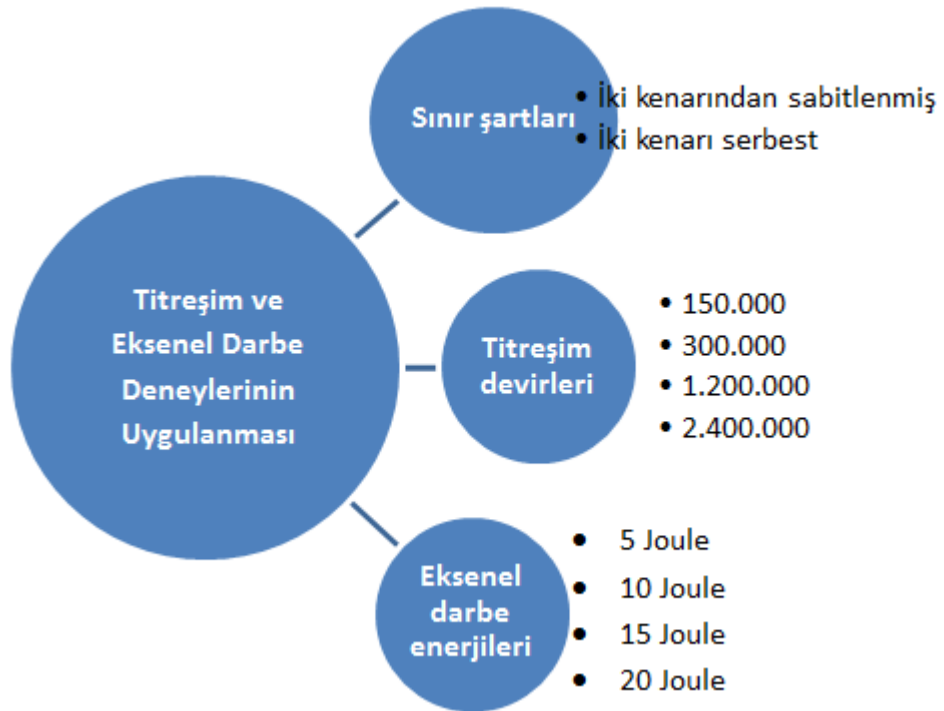 Sınır şartları
• İki kenarından sabitlenmiş
• İki kenarı serbest
Titreşim ve
Eksenel Darbe
Deneylerinin
Uygulanması
Titreşim
devirleri
• 150.000
• 300.000
• 1.200.000
• 2.400.000
Eksenel
darbe
enerjileri
• 5 Joule
• 10 Joule
• 15 Joule
• 20 Joule